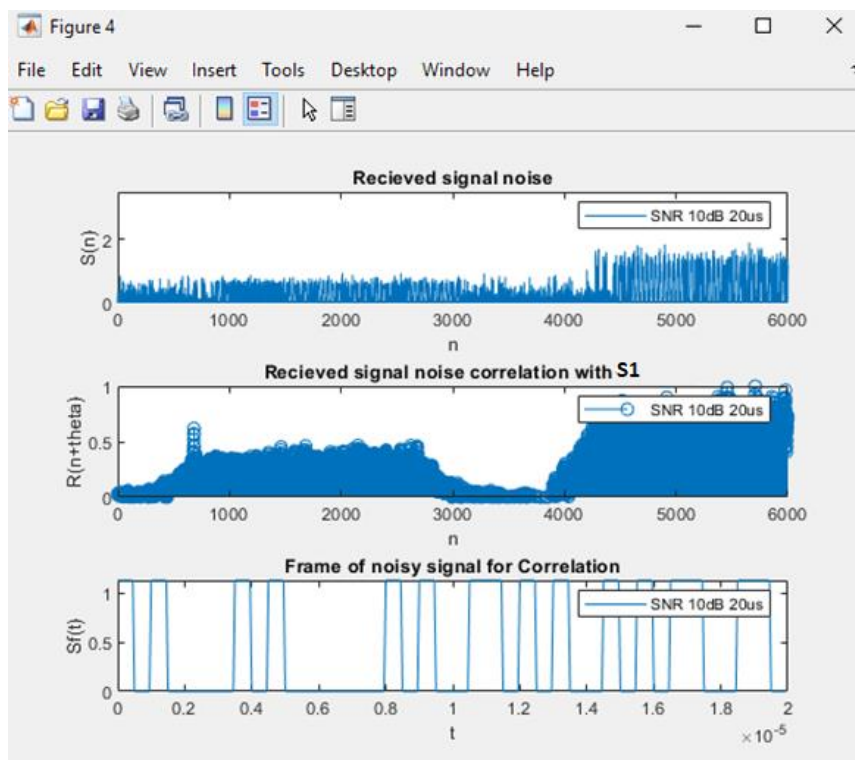 Figure 4
File Edit View Insert Tools Desktop Window Help
Recieved signal noise
SNR 10dB 20us
S(n)
2
0
0 1000 2000 3000 4000 5000 6000
n
Recieved signal noise correlation with S1
SNR 10dB 20us
R(n+theta)
1
0.5
0
0 1000 2000 3000 4000 5000 6000
n
Frame of noisy signal for Correlation
SNR 10dB 20us
Sf(t)
1
0.5
0
0 0.2 0.4 0.6 0.8 1 1.2 1.4 1.6 1.8 2
t
×10⁻⁵